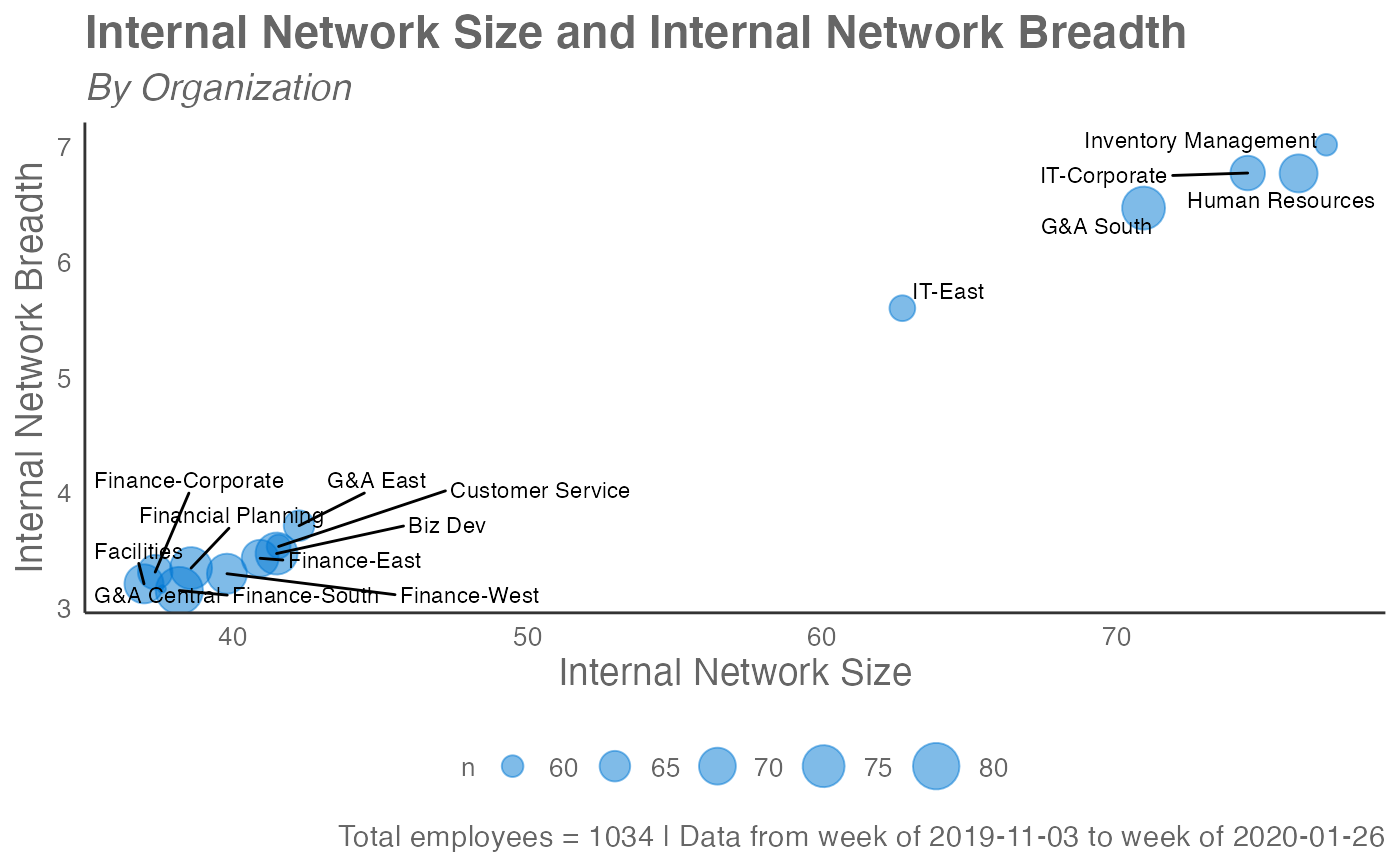 Internal Network Size and Internal Network Breadth
By Organization
Internal Network Breadth
7
6
5
4
3
Inventory Management
IT-Corporate
Human Resources
G&A South
IT-East
Finance-Corporate
G&A East
Customer Service
Financial Planning
Biz Dev
Facilities
Finance-East
G&A Central
Finance-South
Finance-West
40 50 60 70
Internal Network Size
n 60 65 70 75 80
Total employees = 1034 | Data from week of 2019-11-03 to week of 2020-01-26